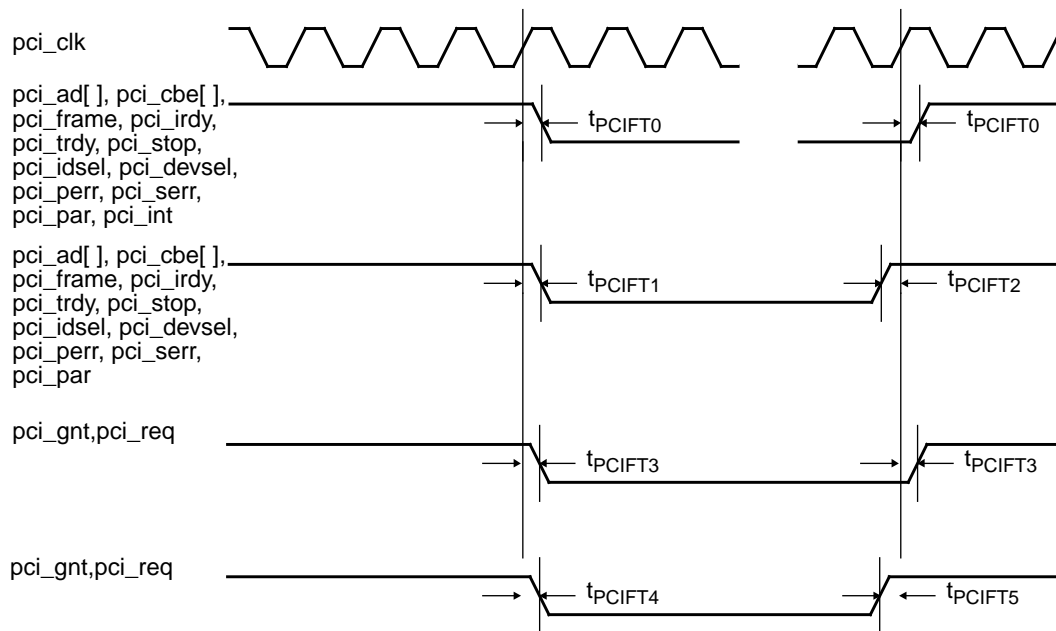 pci_clk
pci_ad[ ], pci_cbe[ ],
pci_frame, pci_irdy,
pci_trdy, pci_stop,
pci_idsel, pci_devsel,
pci_perr, pci_serr,
pci_par, pci_int
tPCIFT0
tPCIFT0
pci_ad[ ], pci_cbe[ ],
pci_frame, pci_irdy,
pci_trdy, pci_stop,
pci_idsel, pci_devsel,
pci_perr, pci_serr,
pci_par
tPCIFT1
tPCIFT2
pci_gnt,pci_req
tPCIFT3
tPCIFT3
pci_gnt,pci_req
tPCIFT4
tPCIFT5